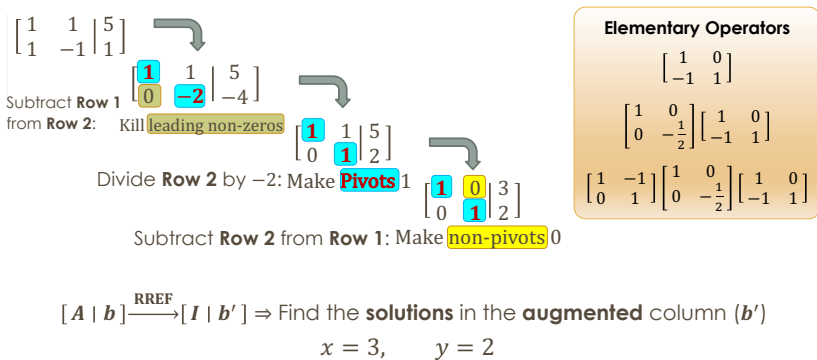 [1 1 | 5
1 −1 | 1]
[1 1 | 5
0 −2 | −4]
Subtract Row 1
from Row 2: Kill leading non-zeros
[1 1 | 5
0 1 | 2]
Divide Row 2 by −2: Make Pivots 1
[1 0 | 3
0 1 | 2]
Subtract Row 2 from Row 1: Make non-pivots 0
Elementary Operators
[1 0
−1 1]
[1 0
0 −1/2] [1 0
−1 1]
[1 −1
0 1] [1 0
0 −1/2] [1 0
−1 1]
[A | b] RREF→ [I | b′] ⇒ Find the solutions in the augmented column (b′)
x = 3, y = 2